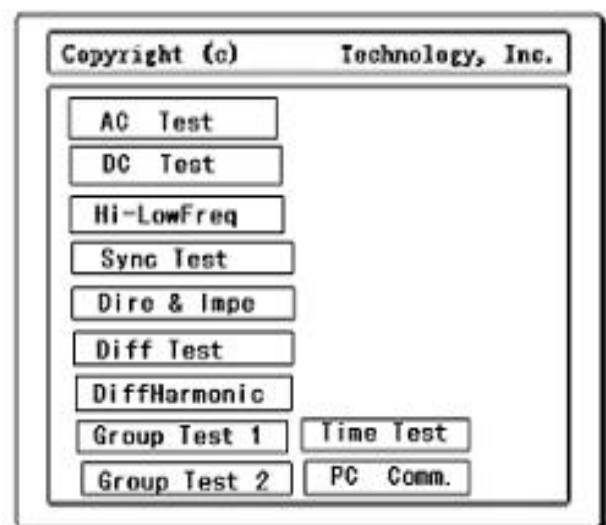 Copyright (c) Technology, Inc.
AC Test
DC Test
Hi-LowFreq
Sync Test
Dire & Impe
Diff Test
DiffHarmonic
Group Test 1 Time Test
Group Test 2 PC Comm.